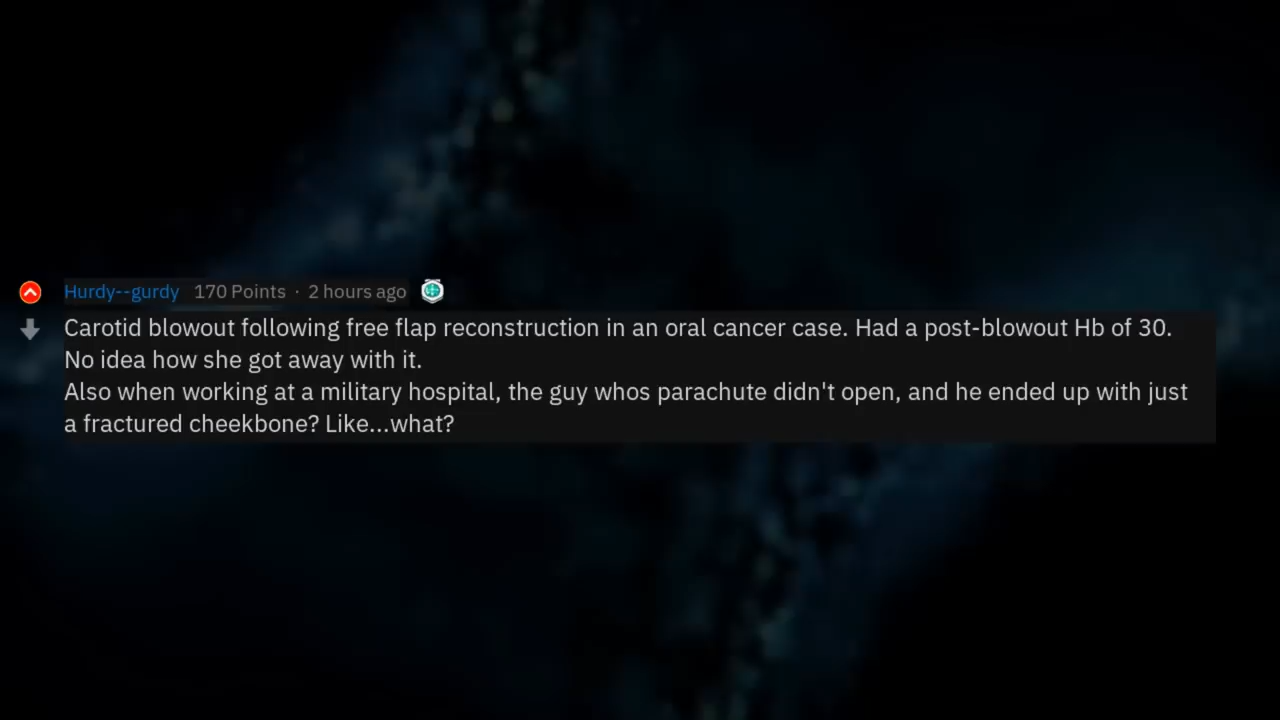 Hurdy--gurdy 170 Points · 2 hours ago
Carotid blowout following free flap reconstruction in an oral cancer case. Had a post-blowout Hb of 30.
No idea how she got away with it.
Also when working at a military hospital, the guy whos parachute didn't open, and he ended up with just
a fractured cheekbone? Like...what?